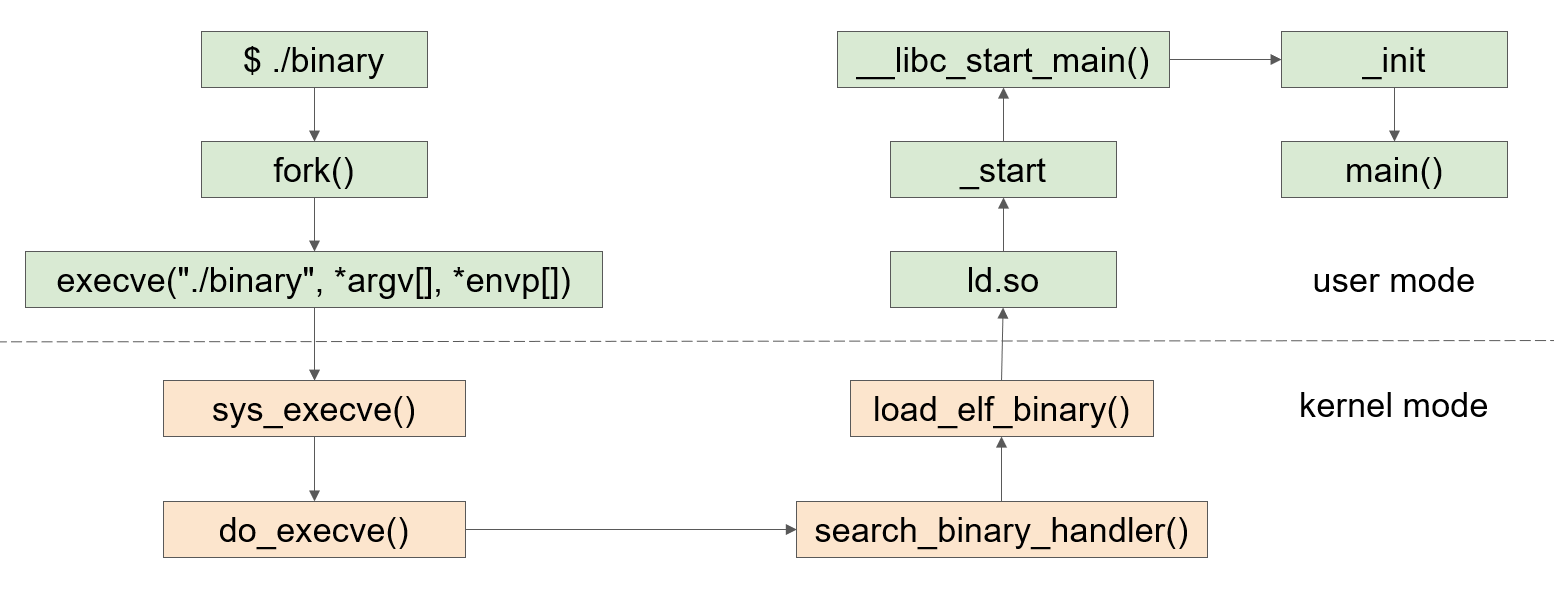 $ ./binary
fork()
execve("./binary", *argv[], *envp[])
sys_execve()
do_execve()
search_binary_handler()
load_elf_binary()
ld.so
_start
__libc_start_main()
_init
main()
user mode
kernel mode